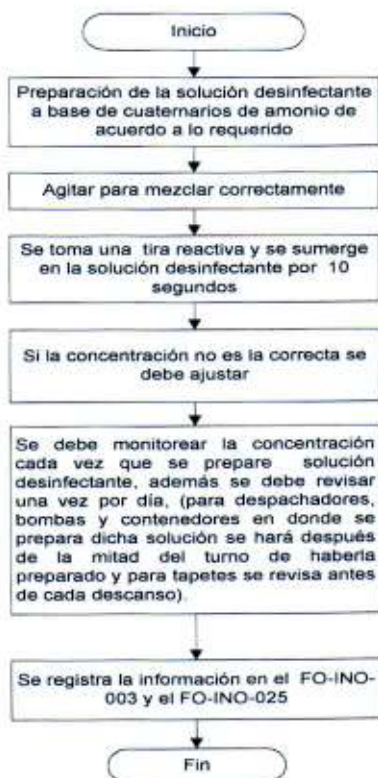 Inicio
Preparación de la solución desinfectante
a base de cuaternarios de amonio de
acuerdo a lo requerido
Agitar para mezclar correctamente
Se toma una tira reactiva y se sumerge
en la solución desinfectante por 10
segundos
Si la concentración no es la correcta se
debe ajustar
Se debe monitorear la concentración
cada vez que se prepare solución
desinfectante, además se debe revisar
una vez por día, (para despachadores,
bombas y contenedores en donde se
prepara dicha solución se hará después
de la mitad del turno de haberla
preparado y para tapetes se revisa antes
de cada descanso).
Se registra la información en el FO-INO-
003 y el FO-INO-025
Fin